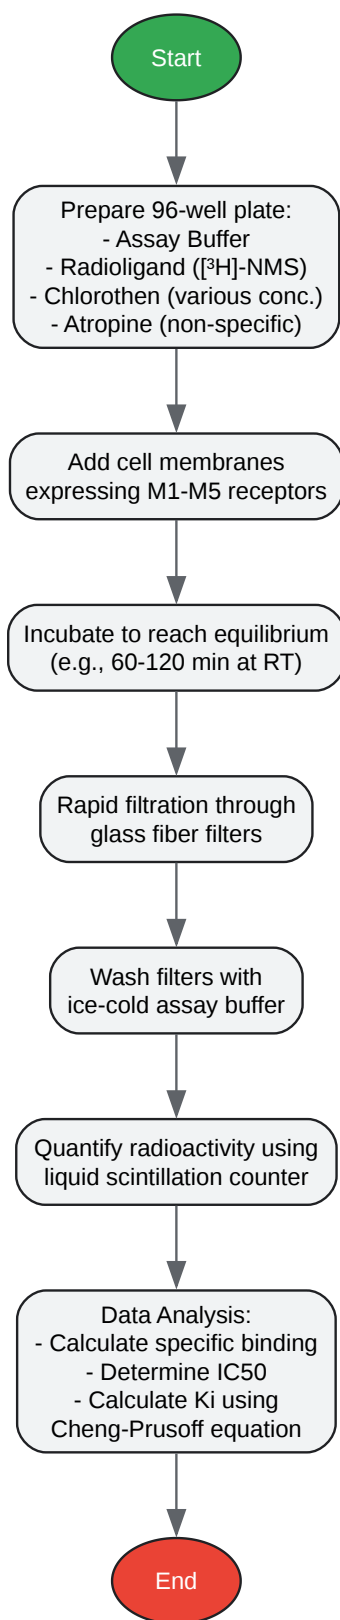 Start
Prepare 96-well plate:
- Assay Buffer
- Radioligand ([³H]-NMS)
- Chlorothen (various conc.)
- Atropine (non-specific)
Add cell membranes
expressing M1-M5 receptors
Incubate to reach equilibrium
(e.g., 60-120 min at RT)
Rapid filtration through
glass fiber filters
Wash filters with
ice-cold assay buffer
Quantify radioactivity using
liquid scintillation counter
Data Analysis:
- Calculate specific binding
- Determine IC50
- Calculate Ki using
Cheng-Prusoff equation
End